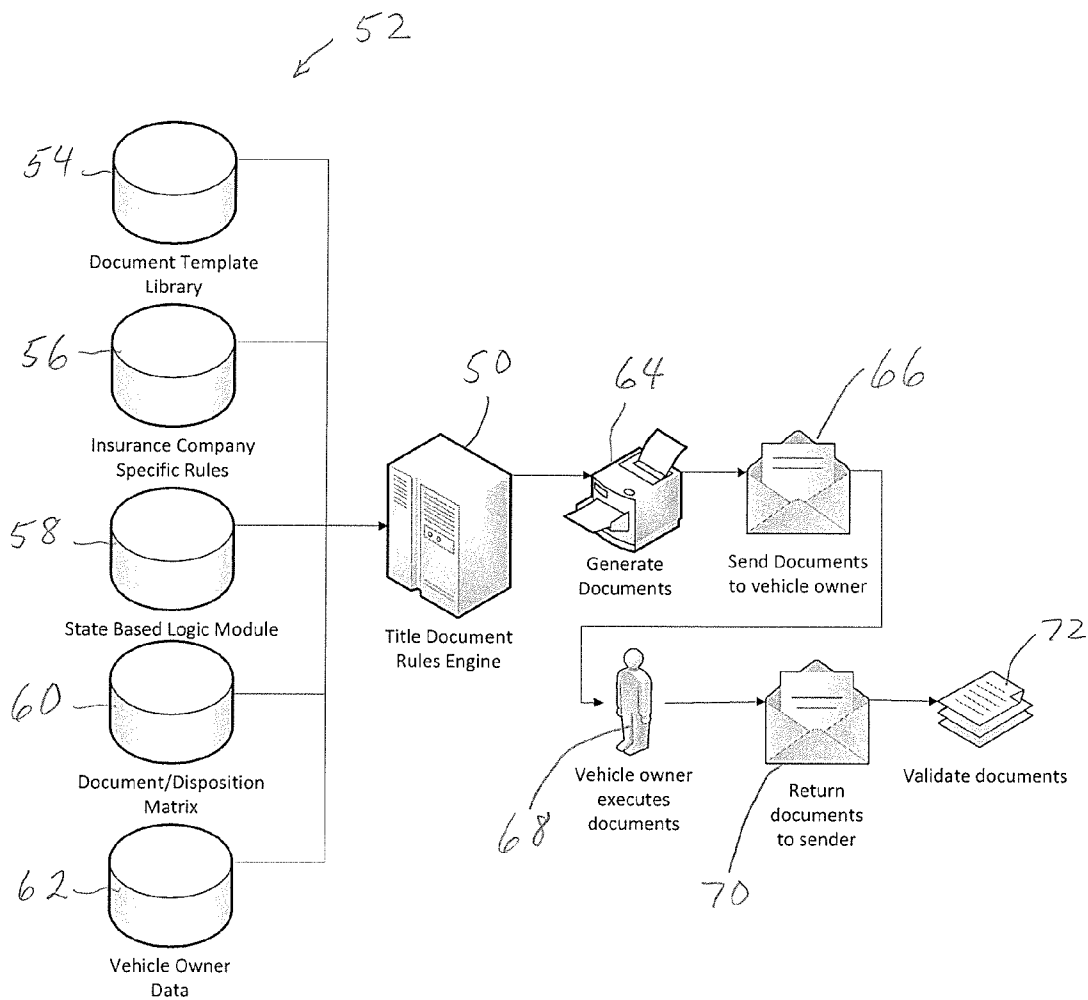 52
54
Document Template
Library
56
Insurance Company
Specific Rules
58
State Based Logic Module
60
Document/Disposition
Matrix
62
Vehicle Owner
Data
50
Title Document
Rules Engine
64
Generate
Documents
66
Send Documents
to vehicle owner
68
Vehicle owner
executes
documents
70
Return
documents
to sender
72
Validate documents